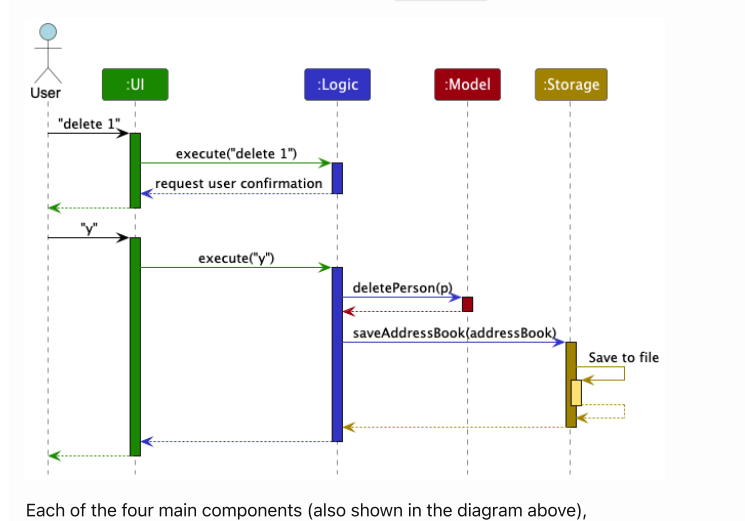 User
:UI
:Logic
:Model
:Storage
"delete 1"
execute("delete 1")
request user confirmation
"y"
execute("y")
deletePerson(p)
saveAddressBook(addressBook)
Save to file
Each of the four main components (also shown in the diagram above),